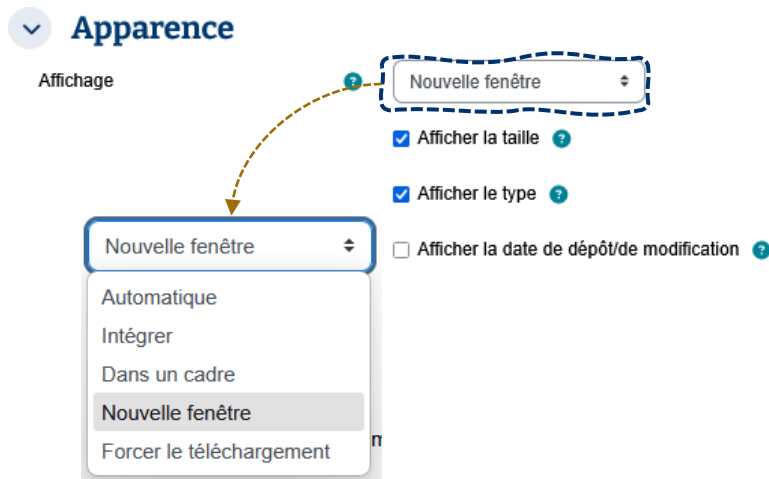 Apparence
Affichage ? Nouvelle fenêtre
Afficher la taille ?
Afficher le type ?
Afficher la date de dépôt/de modification ?
Nouvelle fenêtre
Automatique
Intégrer
Dans un cadre
Nouvelle fenêtre
Forcer le téléchargement